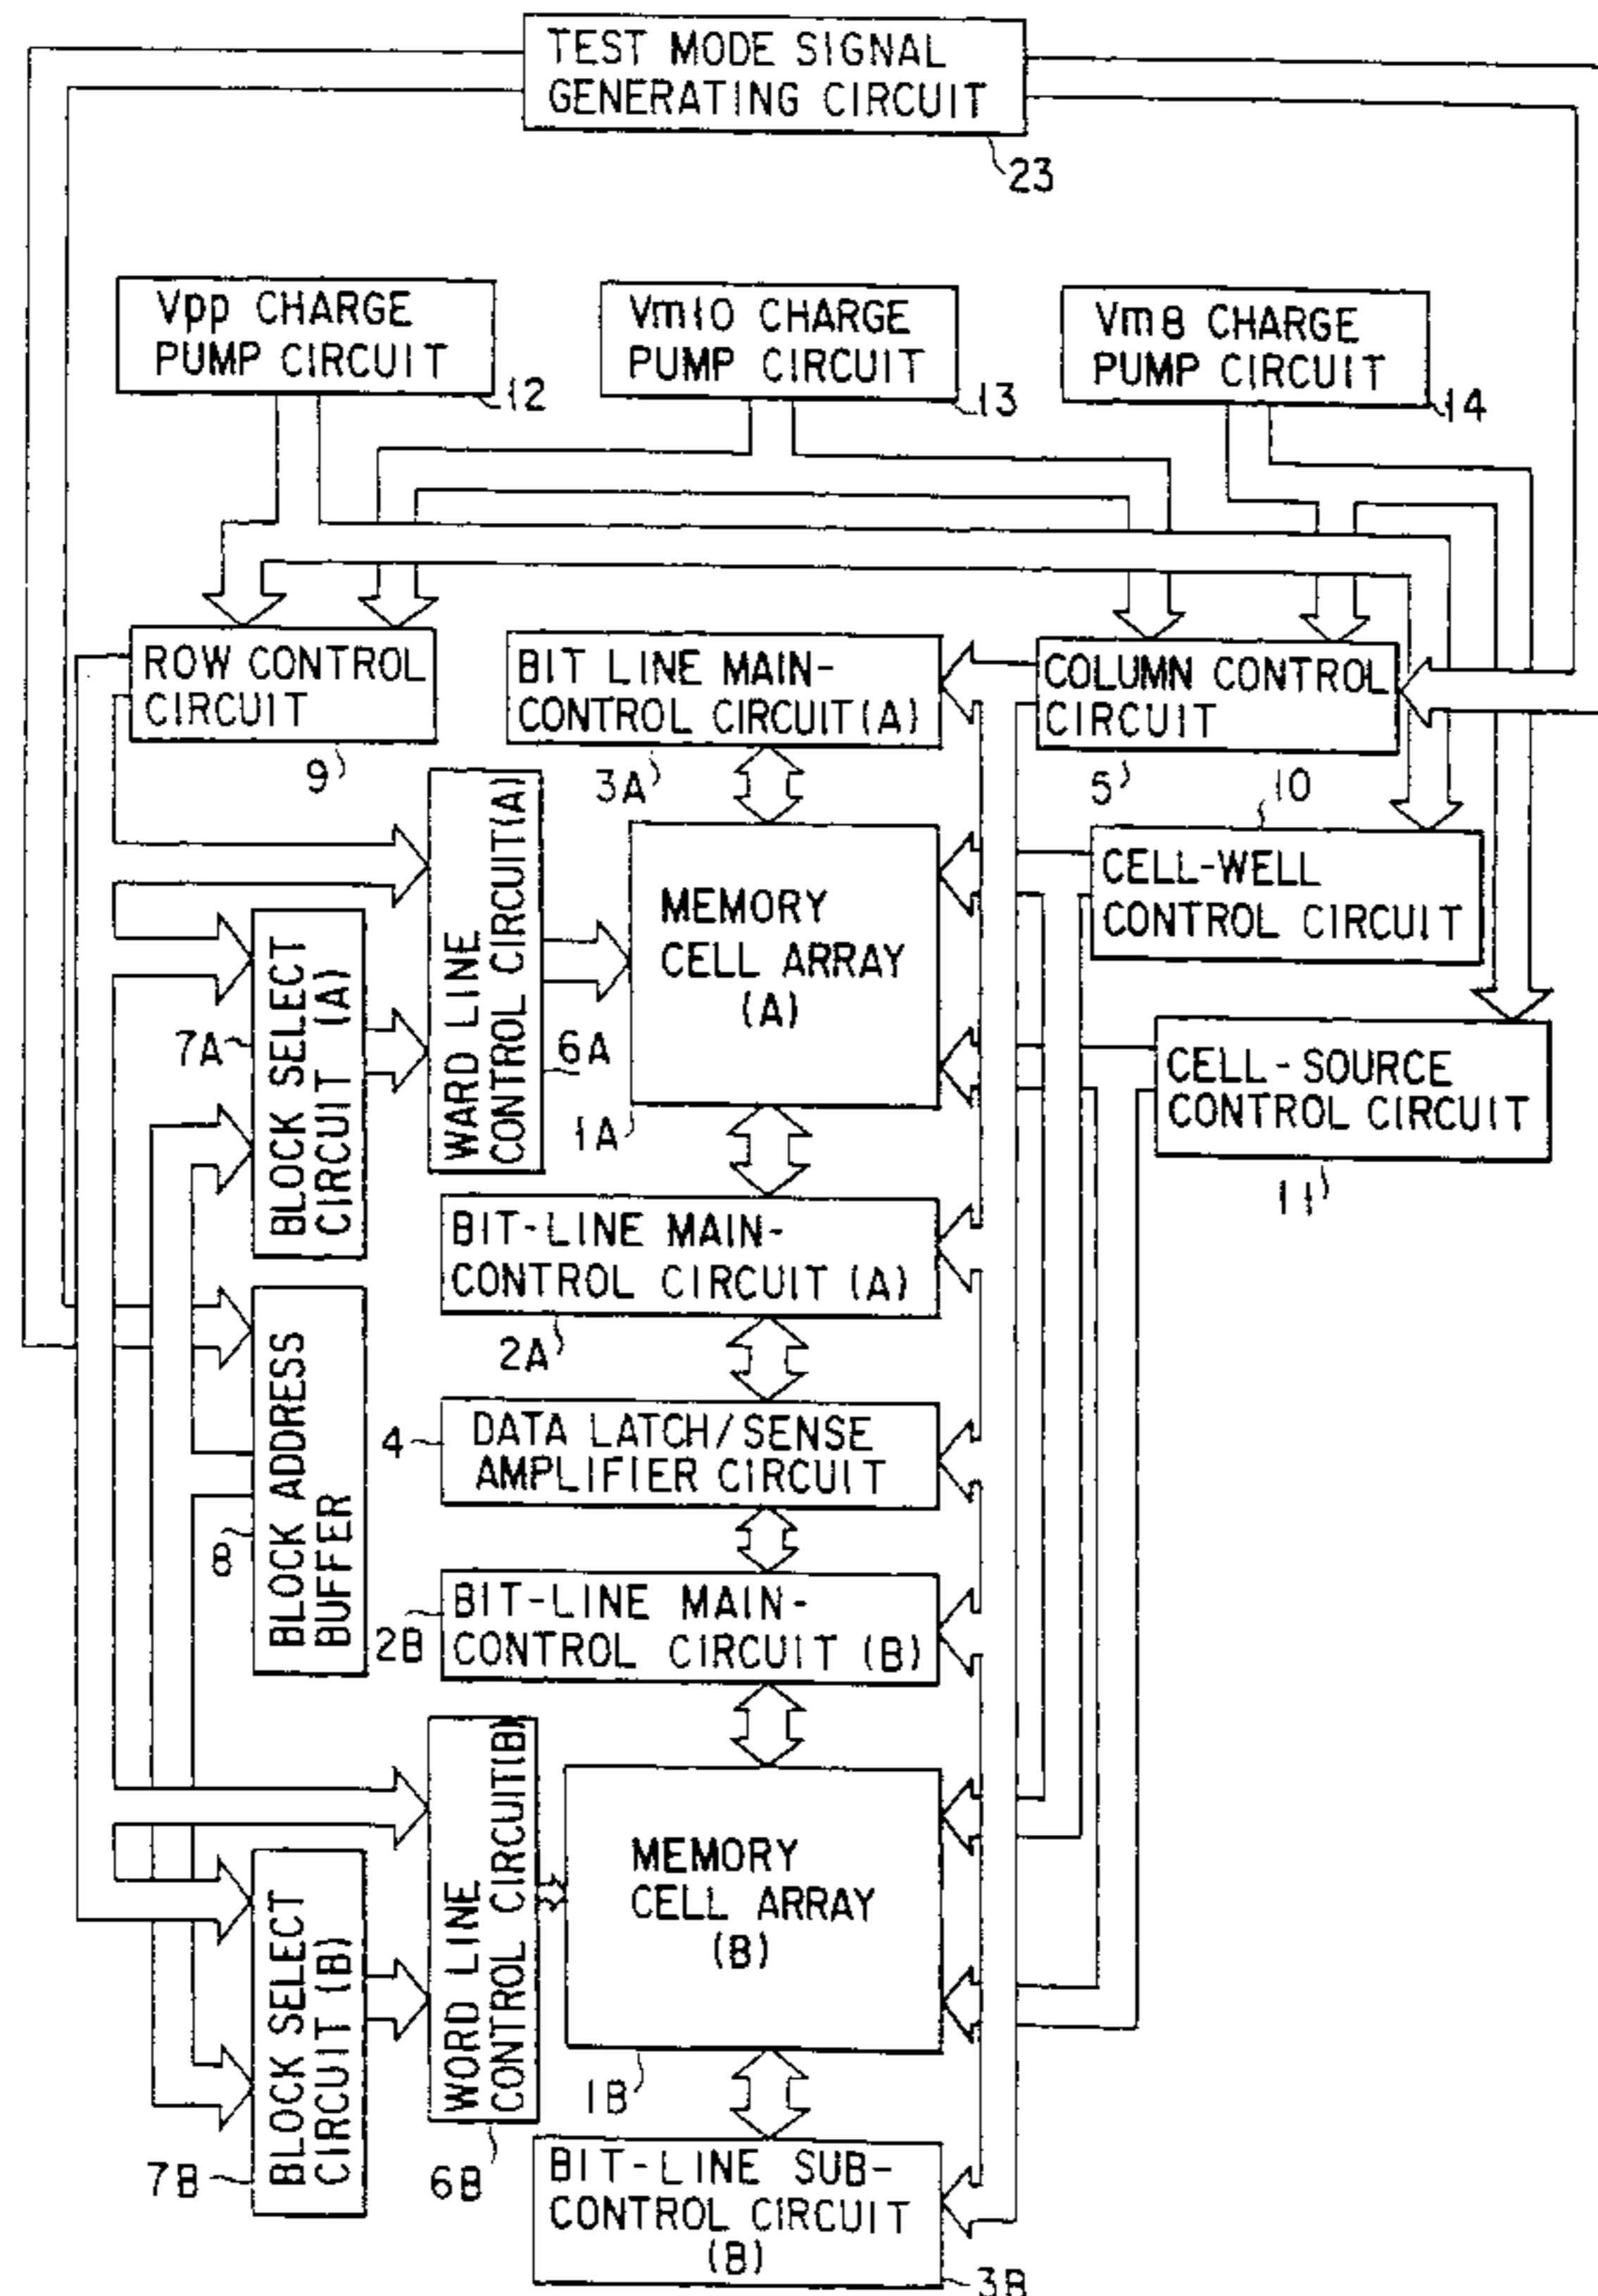 TEST MODE SIGNAL
GENERATING CIRCUIT
23
Vpp CHARGE
PUMP CIRCUIT
12
Vm10 CHARGE
PUMP CIRCUIT
13
Vm8 CHARGE
PUMP CIRCUIT
14
ROW CONTROL
CIRCUIT
9
BIT LINE MAIN-
CONTROL CIRCUIT(A)
3A
COLUMN CONTROL
CIRCUIT
5
10
CELL-WELL
CONTROL CIRCUIT
CELL-SOURCE
CONTROL CIRCUIT
11
WARD LINE
CONTROL CIRCUIT(A)
6A
MEMORY
CELL ARRAY
(A)
1A
BLOCK SELECT
CIRCUIT (A)
7A
BIT-LINE MAIN-
CONTROL CIRCUIT (A)
2A
DATA LATCH/SENSE
AMPLIFIER CIRCUIT
4
BLOCK ADDRESS
BUFFER
8
BIT-LINE MAIN-
CONTROL CIRCUIT (B)
2B
WORD LINE
CONTROL CIRCUIT(B)
6B
MEMORY
CELL ARRAY
(B)
1B
BLOCK SELECT
CIRCUIT (B)
7B
BIT-LINE SUB-
CONTROL CIRCUIT
(B)
3B